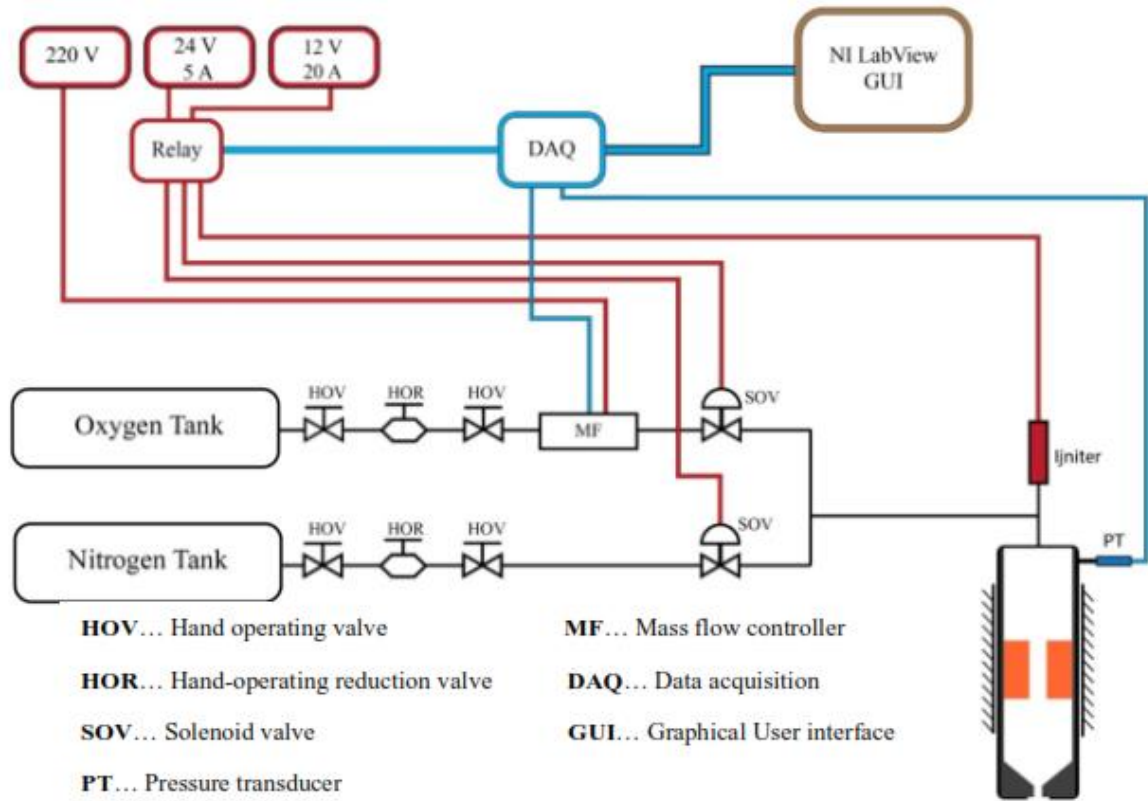 220 V
24 V
5 A
12 V
20 A
NI LabView
GUI
Relay
DAQ
HOV
HOR
HOV
SOV
Oxygen Tank
MF
Ijniter
HOV
HOR
HOV
SOV
Nitrogen Tank
PT
HOV… Hand operating valve
MF… Mass flow controller
HOR… Hand-operating reduction valve
DAQ… Data acquisition
SOV… Solenoid valve
GUI… Graphical User interface
PT… Pressure transducer